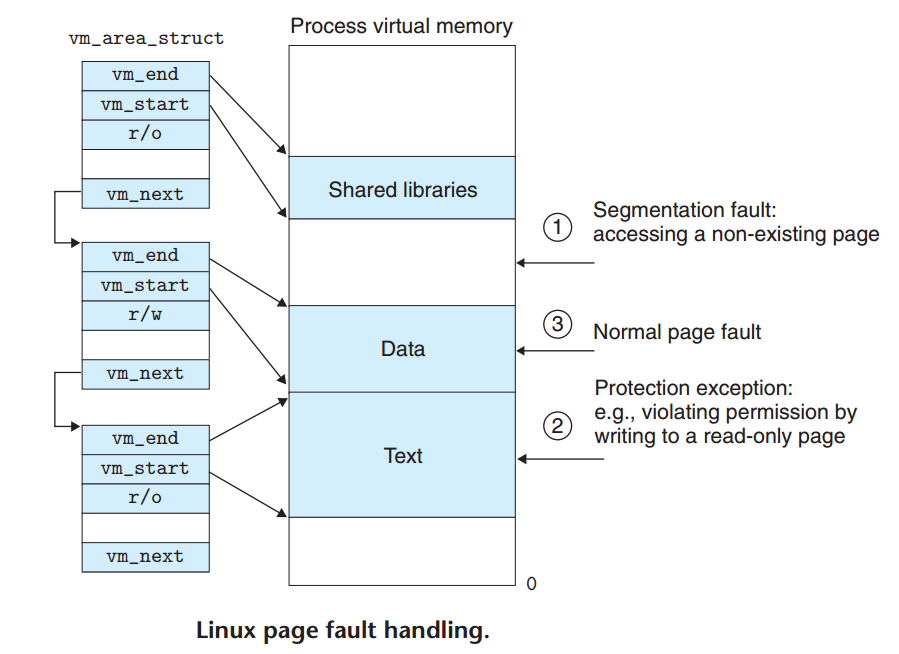 Process virtual memory
vm_area_struct
vm_end
vm_start
r/o
vm_next
vm_end
vm_start
r/w
vm_next
vm_end
vm_start
r/o
vm_next
Shared libraries
Data
Text
0
1
Segmentation fault:
accessing a non-existing page
3
Normal page fault
2
Protection exception:
e.g., violating permission by
writing to a read-only page
Linux page fault handling.